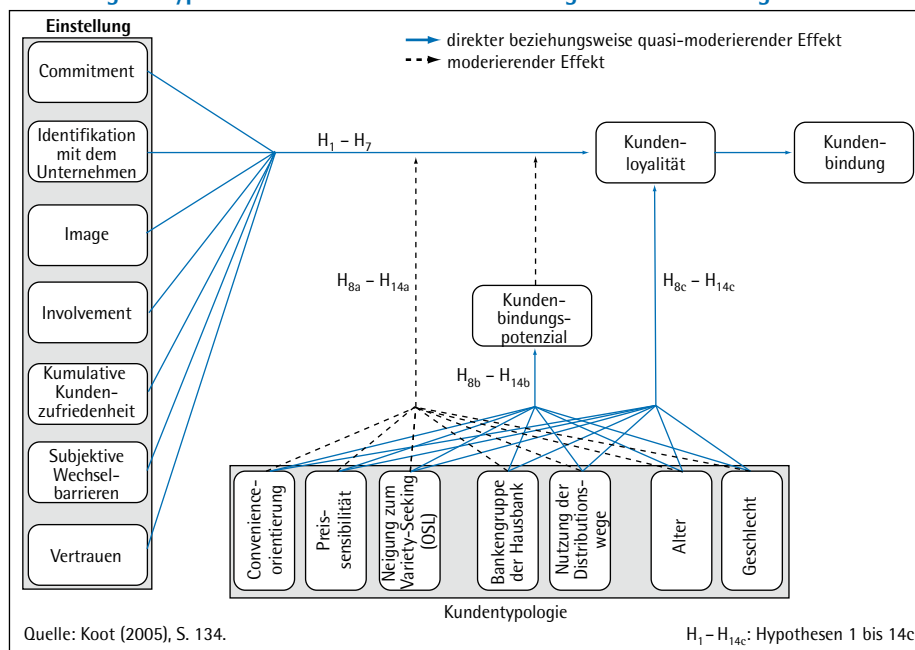 Einstellung
Commitment
Identifikation
mit dem
Unternehmen
Image
Involvement
Kumulative
Kunden-
zufriedenheit
Subjektive
Wechsel-
barrieren
Vertrauen
direkter beziehungsweise quasi-moderierender Effekt
moderierender Effekt
H1 – H7
Kunden-
loyalität
Kunden-
bindung
H8a – H14a
Kunden-
bindungs-
potenzial
H8c – H14c
H8b – H14b
Convenience-
orientierung
Preis-
sensibilität
Neigung zum
Variety-Seeking
(OSL)
Bankengruppe
der Hausbank
Nutzung der
Distributions-
wege
Alter
Geschlecht
Kundentypologie
Quelle: Koot (2005), S. 134.
H1 – H14c: Hypothesen 1 bis 14c